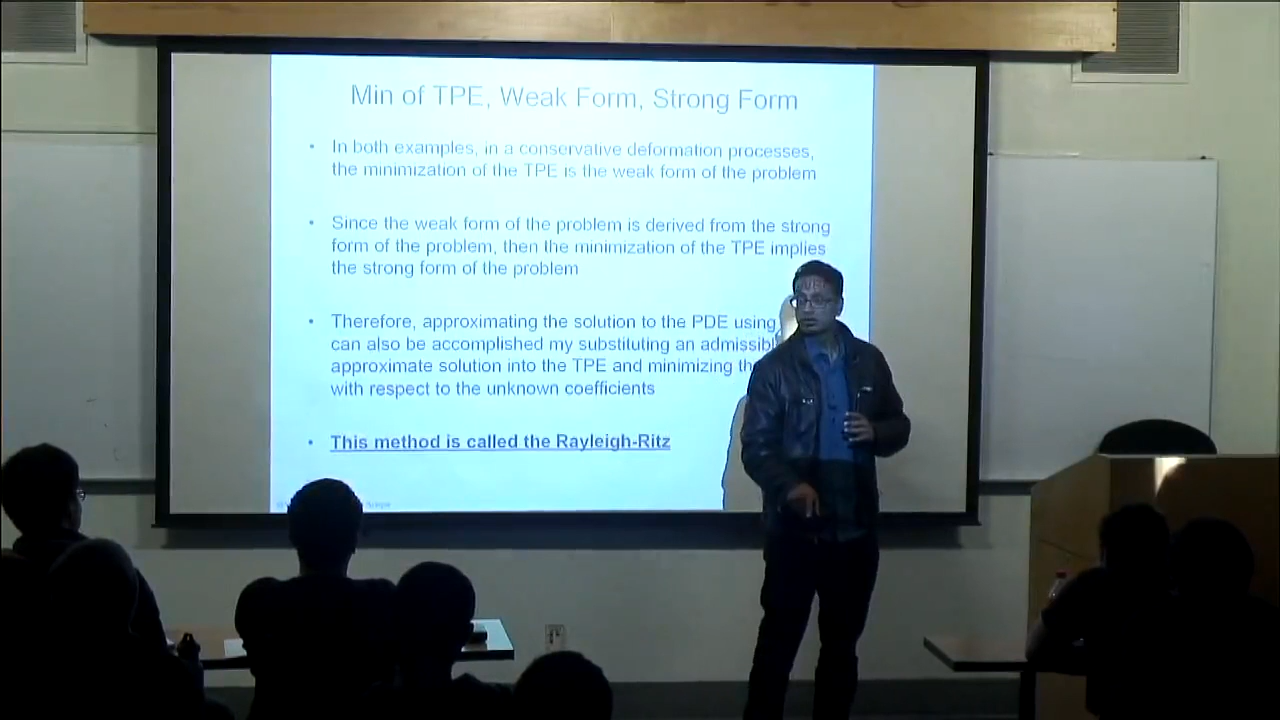 Min of TPE, Weak Form, Strong Form
• In both examples, in a conservative deformation processes,
the minimization of the TPE is the weak form of the problem
• Since the weak form of the problem is derived from the strong
form of the problem, then the minimization of the TPE implies
the strong form of the problem
• Therefore, approximating the solution to the PDE using
can also be accomplished my substituting an admissibl
approximate solution into the TPE and minimizing th
with respect to the unknown coefficients
• This method is called the Rayleigh-Ritz